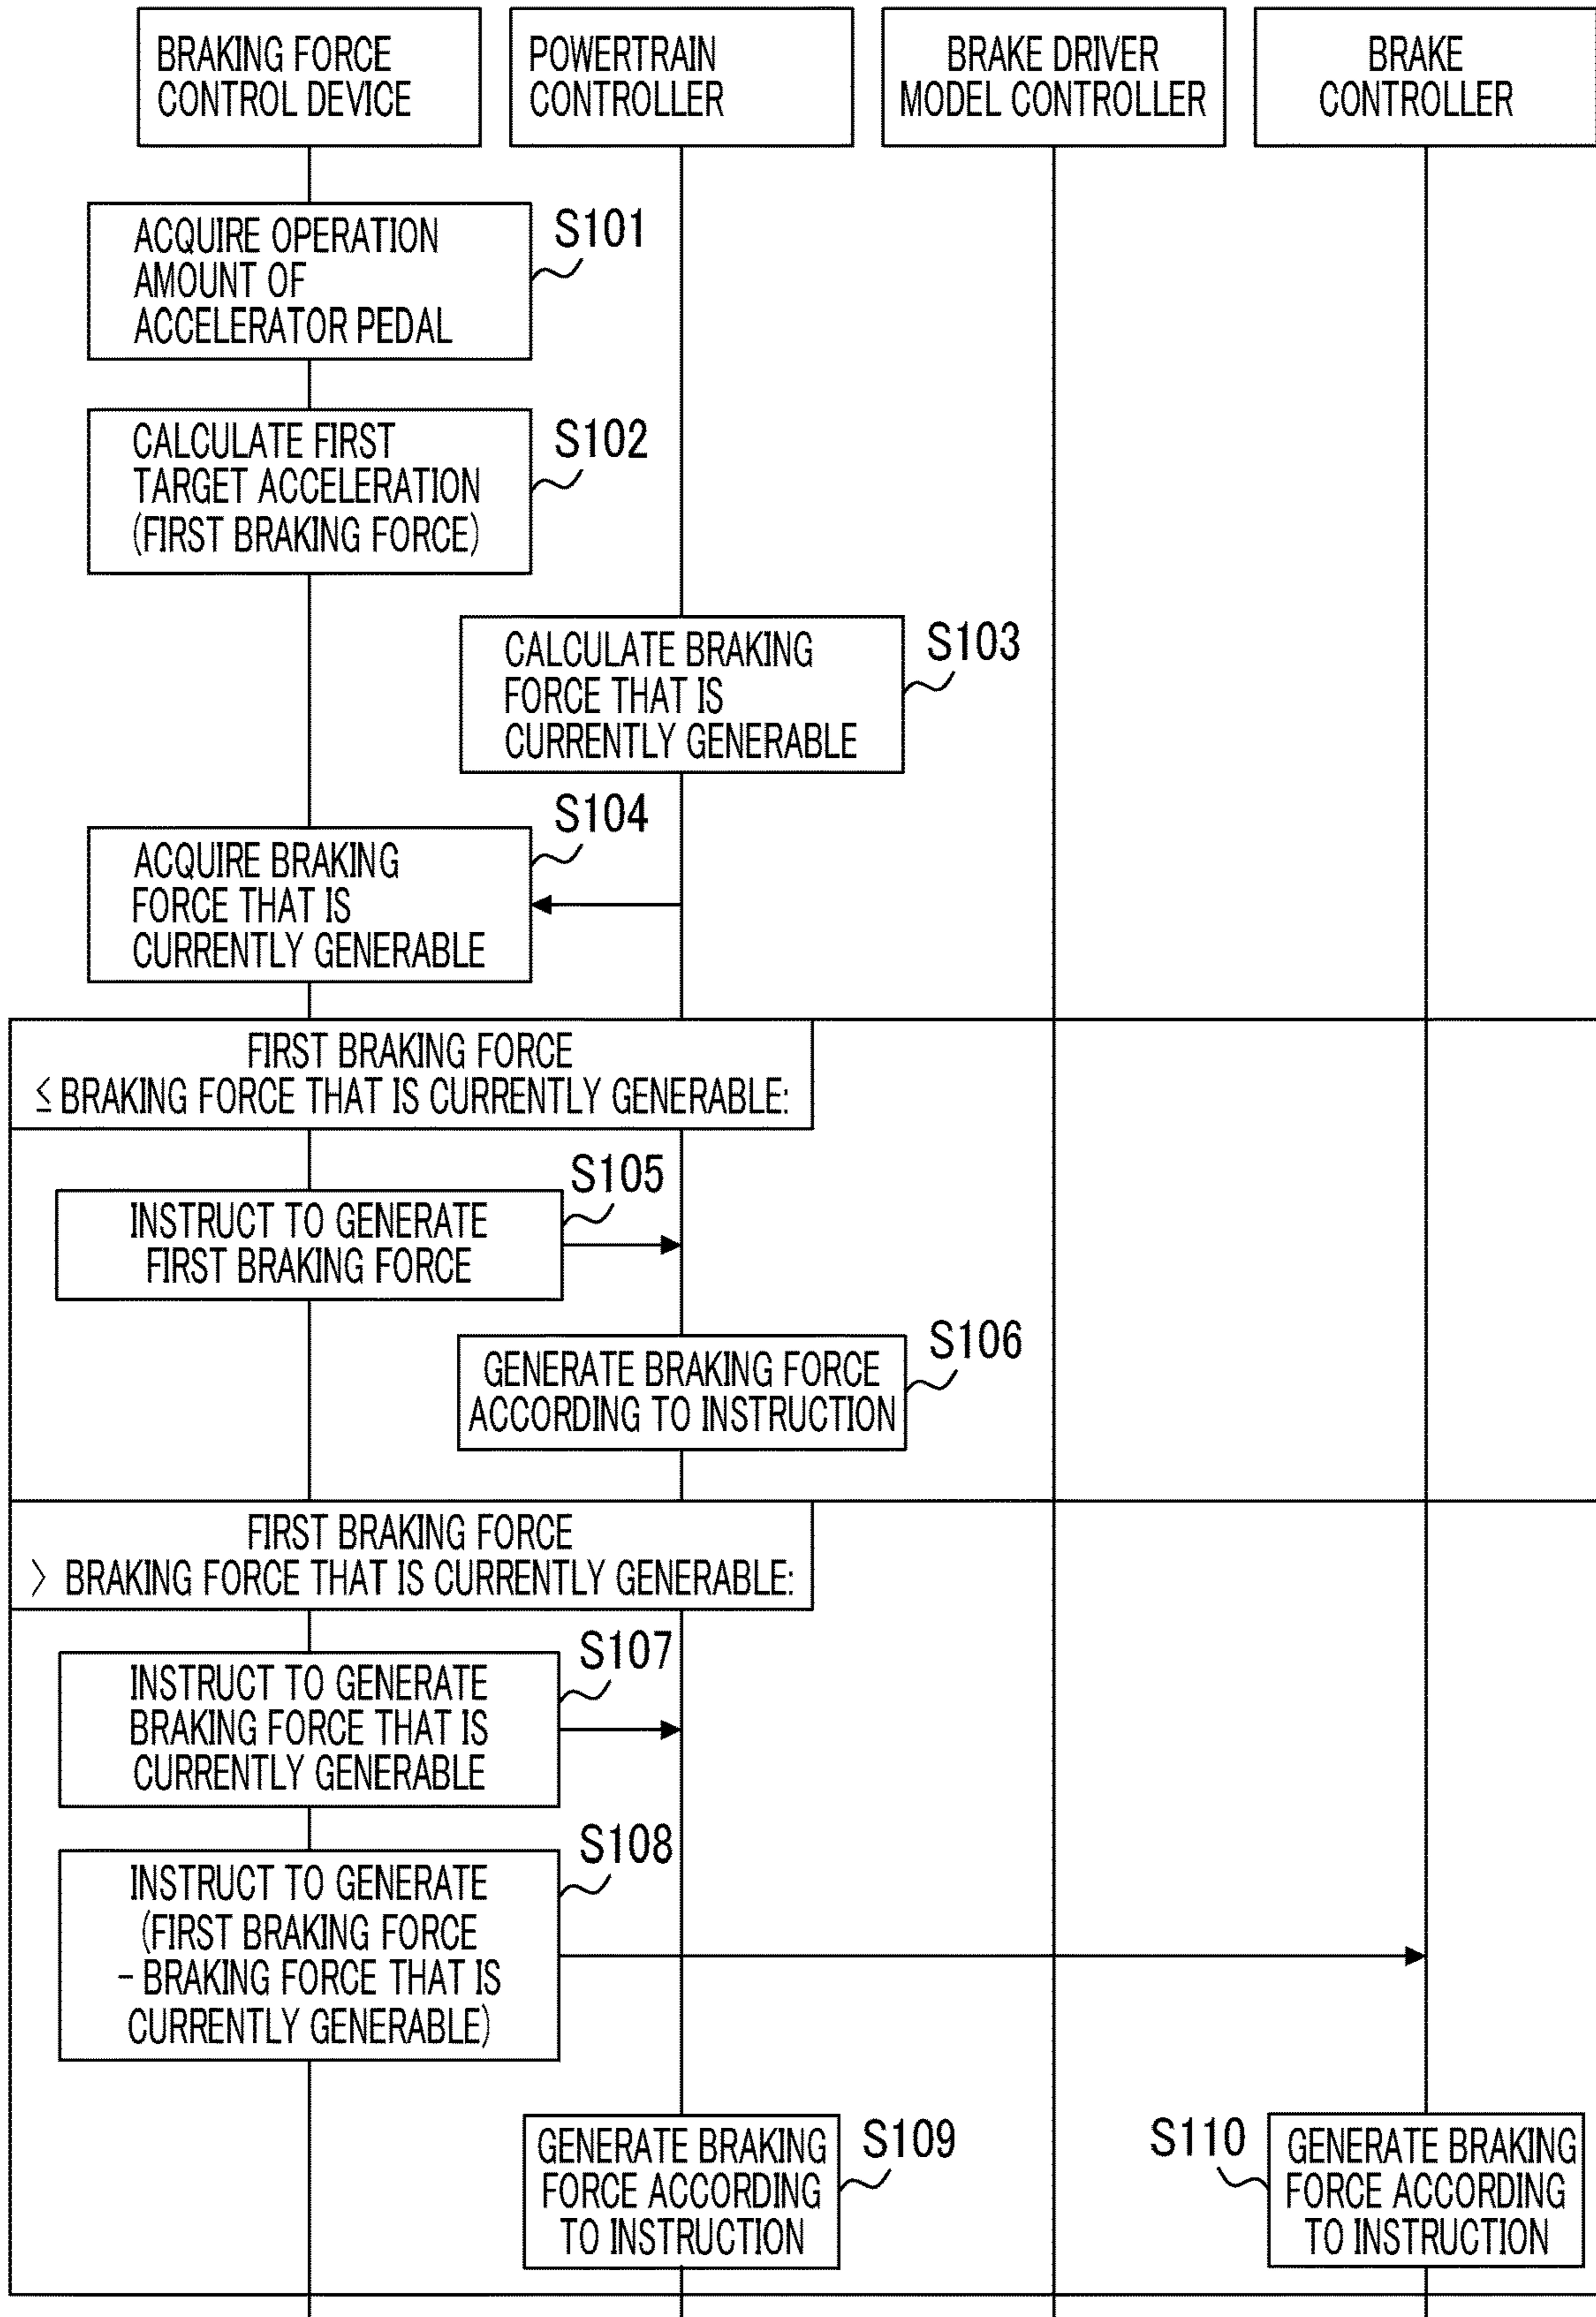 BRAKING FORCE
CONTROL DEVICE
POWERTRAIN
CONTROLLER
BRAKE DRIVER
MODEL CONTROLLER
BRAKE
CONTROLLER
ACQUIRE OPERATION
AMOUNT OF
ACCELERATOR PEDAL
S101
CALCULATE FIRST
TARGET ACCELERATION
(FIRST BRAKING FORCE)
S102
CALCULATE BRAKING
FORCE THAT IS
CURRENTLY GENERABLE
S103
S104
ACQUIRE BRAKING
FORCE THAT IS
CURRENTLY GENERABLE
FIRST BRAKING FORCE
≤ BRAKING FORCE THAT IS CURRENTLY GENERABLE:
S105
INSTRUCT TO GENERATE
FIRST BRAKING FORCE
S106
GENERATE BRAKING FORCE
ACCORDING TO INSTRUCTION
FIRST BRAKING FORCE
> BRAKING FORCE THAT IS CURRENTLY GENERABLE:
S107
INSTRUCT TO GENERATE
BRAKING FORCE THAT IS
CURRENTLY GENERABLE
S108
INSTRUCT TO GENERATE
(FIRST BRAKING FORCE
- BRAKING FORCE THAT IS
CURRENTLY GENERABLE)
GENERATE BRAKING
FORCE ACCORDING
TO INSTRUCTION
S109
S110
GENERATE BRAKING
FORCE ACCORDING
TO INSTRUCTION